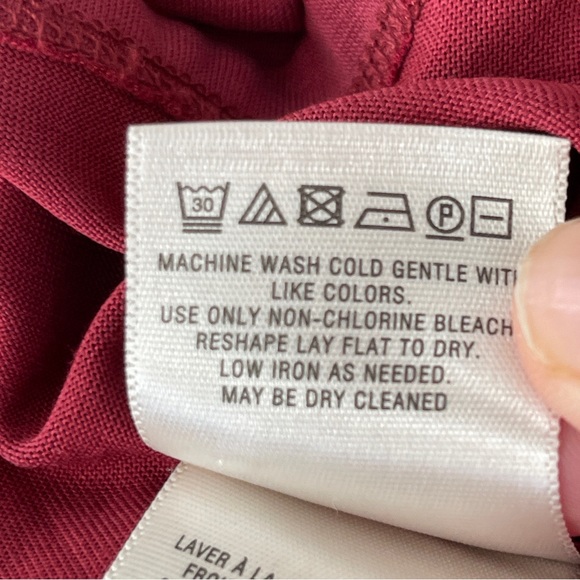 30
P
MACHINE WASH COLD GENTLE WITH
LIKE COLORS.
USE ONLY NON-CHLORINE BLEACH
RESHAPE LAY FLAT TO DRY.
LOW IRON AS NEEDED.
MAY BE DRY CLEANED
LAVER À LA